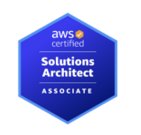 aws
certified
Solutions
Architect
ASSOCIATE